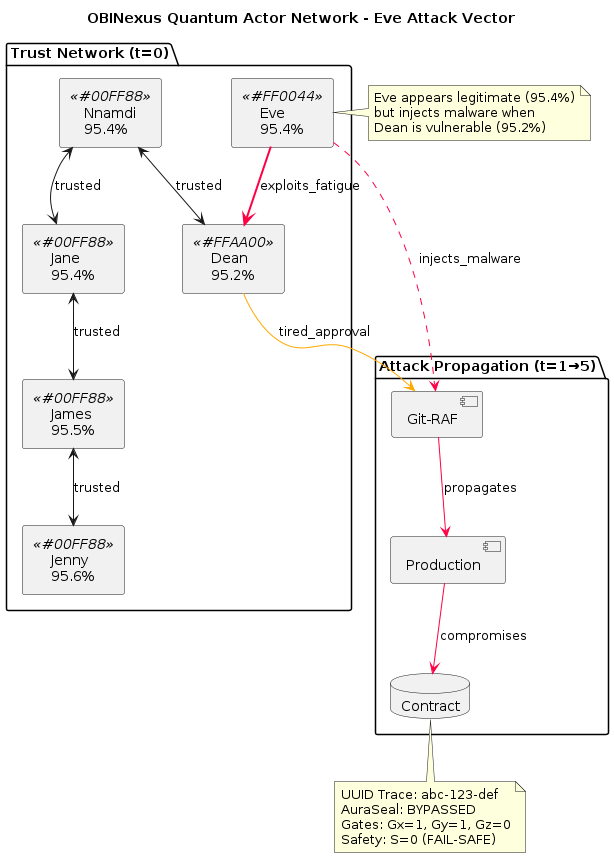 OBINexus Quantum Actor Network - Eve Attack Vector
Trust Network (t=0)
«#00FF88»
Nnamdi
95.4%
«#FF0044»
Eve
95.4%
Eve appears legitimate (95.4%)
but injects malware when
Dean is vulnerable (95.2%)
trusted
trusted
exploits_fatigue
«#00FF88»
Jane
95.4%
«#FFAA00»
Dean
95.2%
injects_malware
trusted
tired_approval
Attack Propagation (t=1→5)
«#00FF88»
James
95.5%
Git-RAF
trusted
propagates
«#00FF88»
Jenny
95.6%
Production
compromises
Contract
UUID Trace: abc-123-def
AuraSeal: BYPASSED
Gates: Gx=1, Gy=1, Gz=0
Safety: S=0 (FAIL-SAFE)